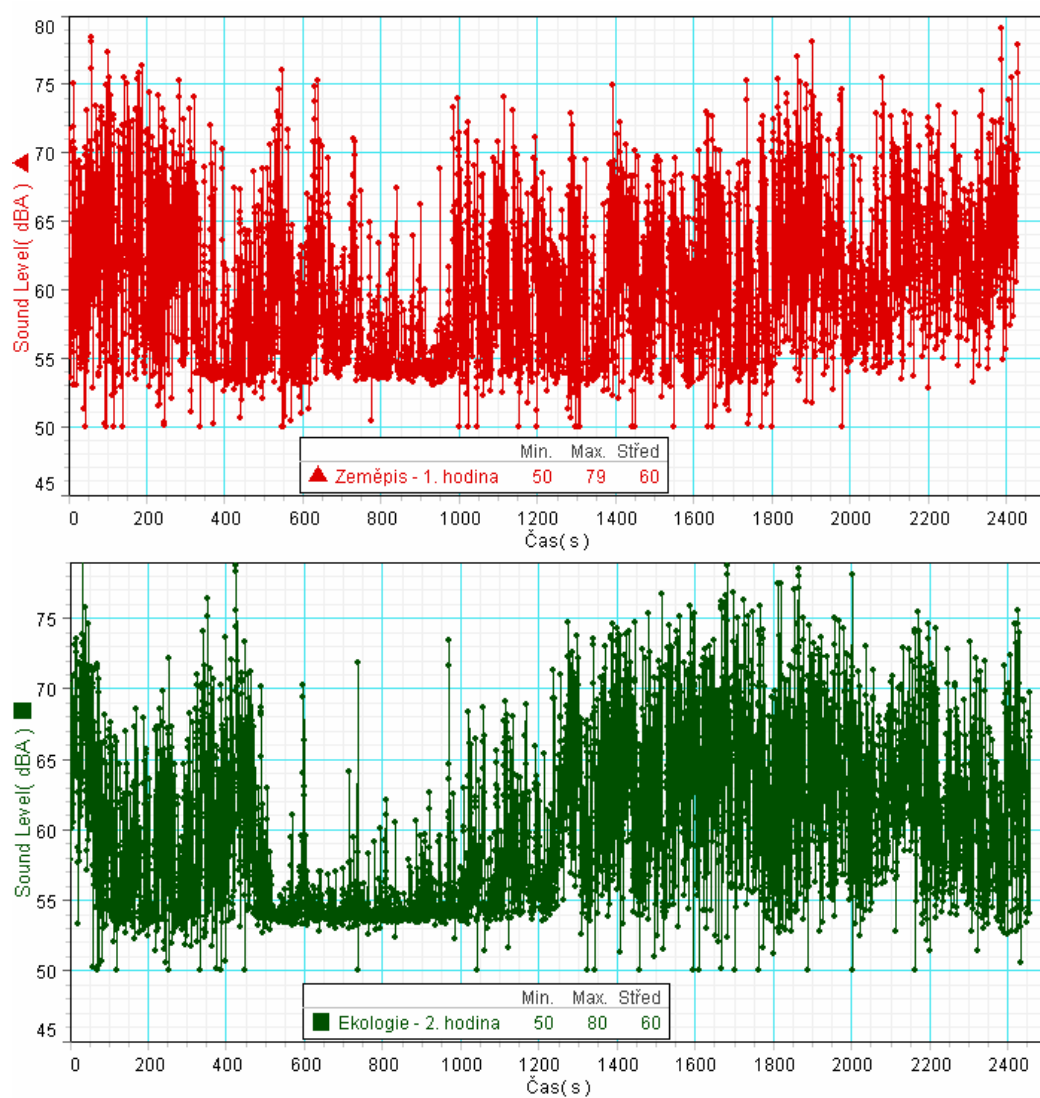 80
75
70
65
60
55
50
45
Sound Level( dBA ) ▲
Min. Max. Střed
▲ Zeměpis - 1. hodina 50 79 60
0 200 400 600 800 1000 1200 1400 1600 1800 2000 2200 2400
Čas( s )
75
70
65
60
55
50
45
Sound Level( dBA ) ■
Min. Max. Střed
■ Ekologie - 2. hodina 50 80 60
0 200 400 600 800 1000 1200 1400 1600 1800 2000 2200 2400
Čas( s )